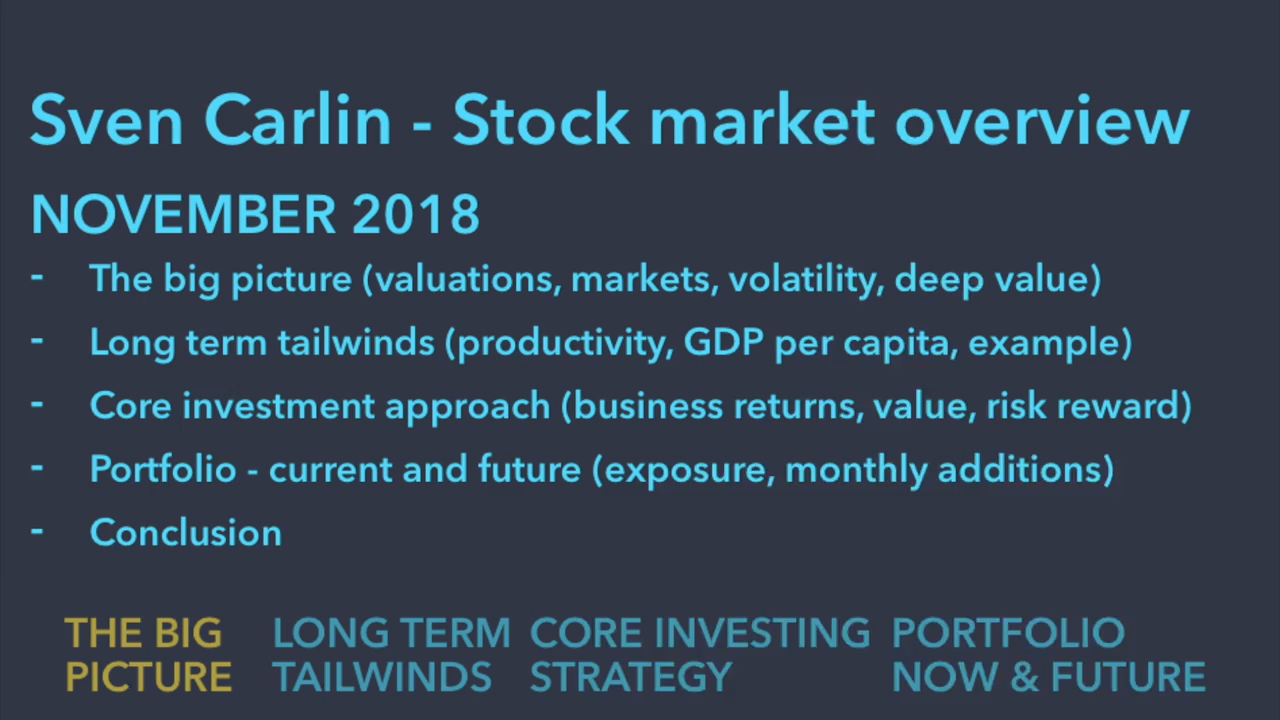 Sven Carlin - Stock market overview
NOVEMBER 2018
- The big picture (valuations, markets, volatility, deep value)
- Long term tailwinds (productivity, GDP per capita, example)
- Core investment approach (business returns, value, risk reward)
- Portfolio - current and future (exposure, monthly additions)
- Conclusion
THE BIG
PICTURE
LONG TERM
TAILWINDS
CORE INVESTING
STRATEGY
PORTFOLIO
NOW & FUTURE